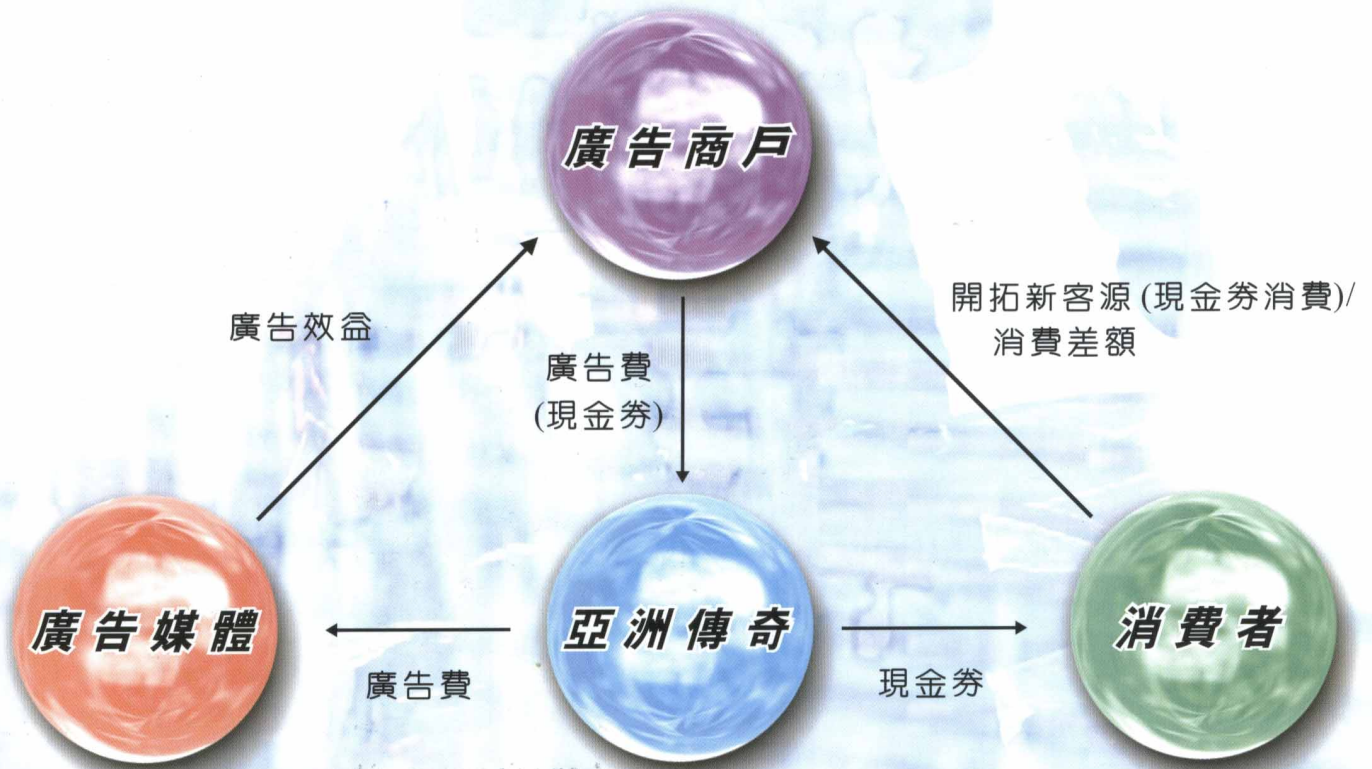 廣告商戶
廣告效益
廣告費
(現金券)
開拓新客源 (現金券消費)/
消費差額
廣告媒體
亞洲傳奇
消費者
廣告費
現金券